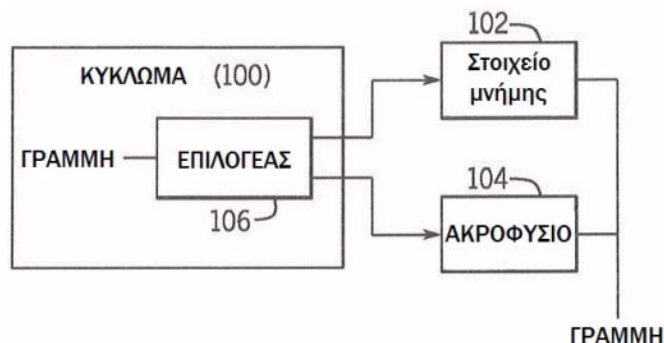 102
ΚΥΚΛΩΜΑ (100)
Στοιχείο
μνήμης
ΓΡΑΜΜΗ
ΕΠΙΛΟΓΕΑΣ
106
104
ΑΚΡΟΦΥΣΙΟ
ΓΡΑΜΜΗ